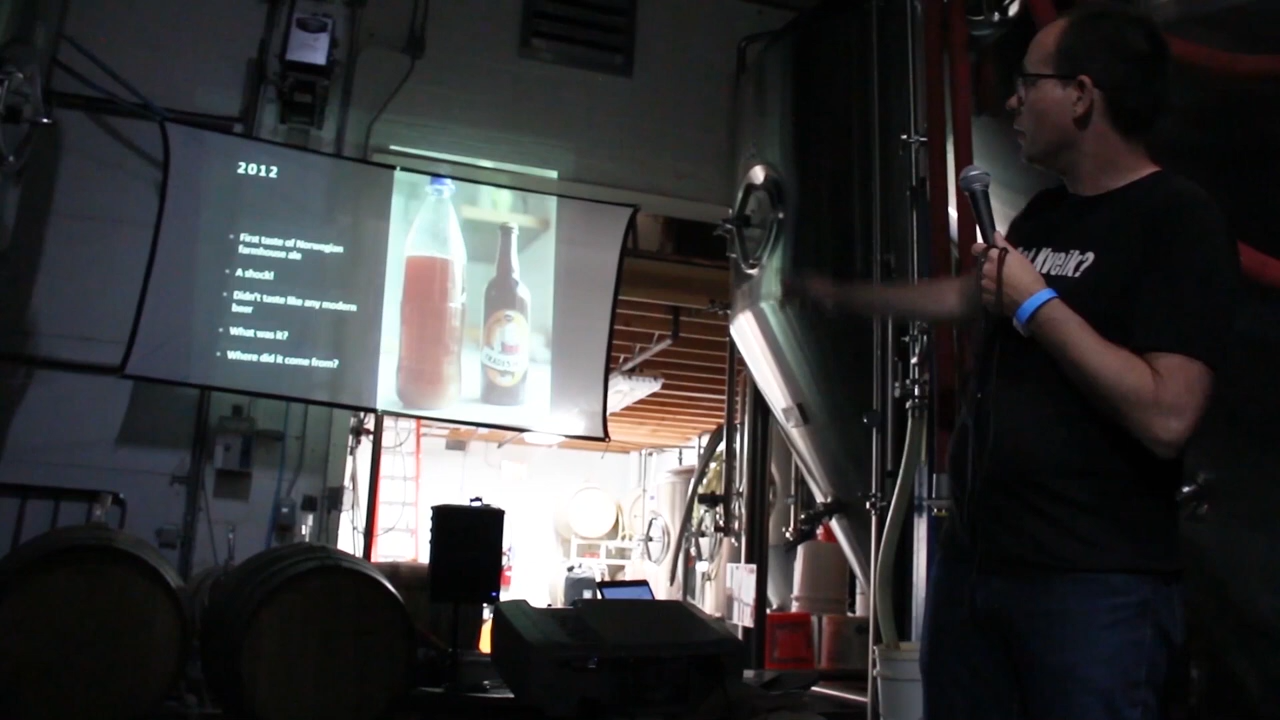 2012
First taste of Norwegian
farmhouse ale
A shock!
Didn't taste like any modern
beer
What was it?
Where did it come from?
Kveik?